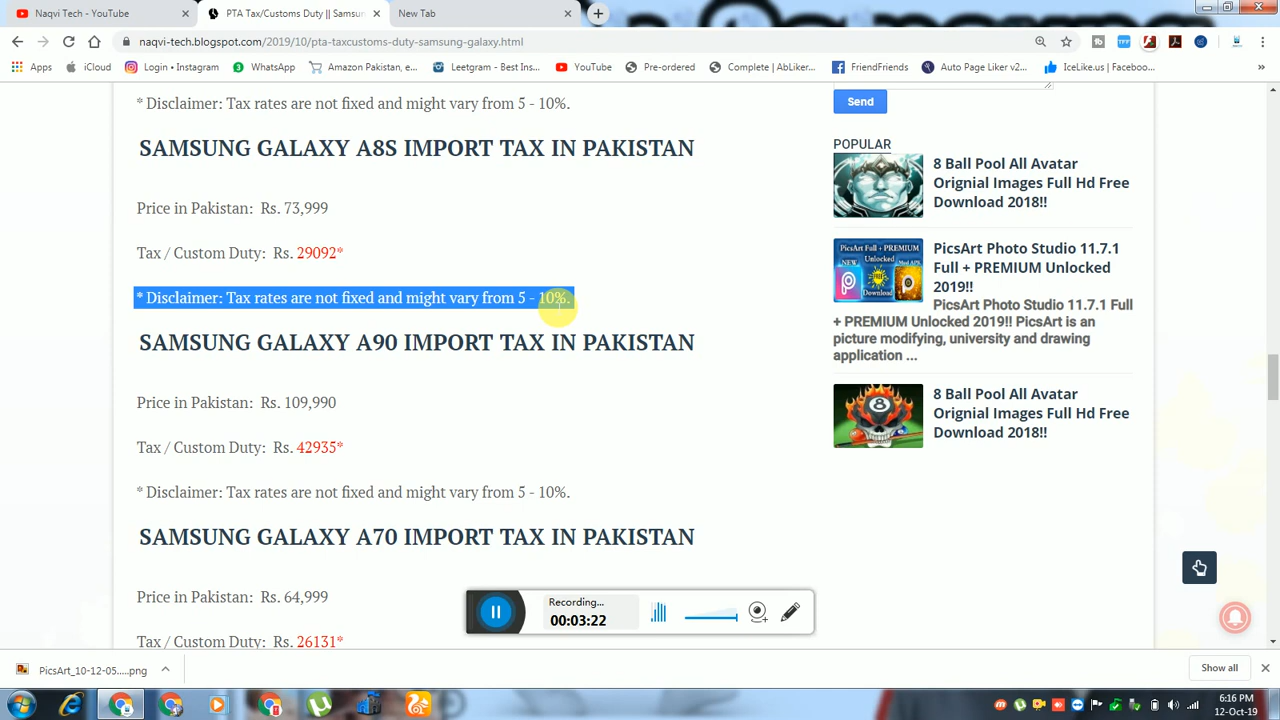 Naqvi Tech - YouTube
PTA Tax/Customs Duty || Samsu
New Tab
naqvi-tech.blogspot.com/2019/10/pta-taxcustoms-duty-samsung-galaxy.html
Apps
iCloud
Login • Instagram
WhatsApp
Amazon Pakistan, e...
Leetgram - Best Ins...
YouTube
Pre-ordered
Complete | AbLiker...
FriendFriends
Auto Page Liker v2...
IceLike.us | Faceboo...
* Disclaimer: Tax rates are not fixed and might vary from 5 - 10%.
SAMSUNG GALAXY A8S IMPORT TAX IN PAKISTAN
Price in Pakistan: Rs. 73,999
Tax / Custom Duty: Rs. 29092*
* Disclaimer: Tax rates are not fixed and might vary from 5 - 10%.
SAMSUNG GALAXY A90 IMPORT TAX IN PAKISTAN
Price in Pakistan: Rs. 109,990
Tax / Custom Duty: Rs. 42935*
* Disclaimer: Tax rates are not fixed and might vary from 5 - 10%.
SAMSUNG GALAXY A70 IMPORT TAX IN PAKISTAN
Price in Pakistan: Rs. 64,999
Tax / Custom Duty: Rs. 26131*
Send
POPULAR
8 Ball Pool All Avatar
Orignial Images Full Hd Free
Download 2018!!
PicsArt Full + PREMIUM
Unlocked
NEW
Mod APK
FREE
Download
PicsArt Photo Studio 11.7.1
Full + PREMIUM Unlocked
2019!!
PicsArt Photo Studio 11.7.1 Full
+ PREMIUM Unlocked 2019!! PicsArt is an
picture modifying, university and drawing
application ...
8 Ball Pool All Avatar
Orignial Images Full Hd Free
Download 2018!!
Recording...
00:03:22
PicsArt_10-12-05.....png
Show all
6:16 PM
12-Oct-19